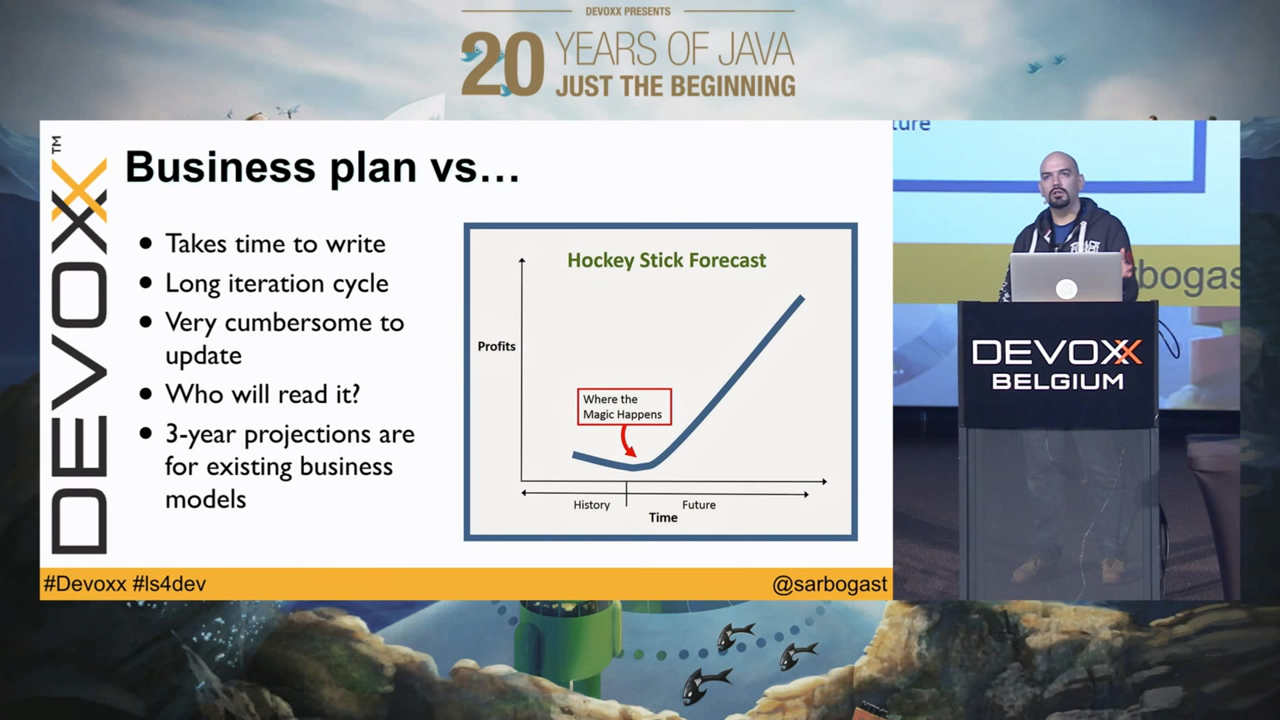 DEVOXX PRESENTS
20 YEARS OF JAVA
JUST THE BEGINNING
DEVOXX™
Business plan vs...
• Takes time to write
• Long iteration cycle
• Very cumbersome to
update
• Who will read it?
• 3-year projections are
for existing business
models
Hockey Stick Forecast
Profits
Where the
Magic Happens
History
Future
Time
#Devoxx #ls4dev
@sarbogast
ture
rbogas
DEVOXX
BELGIUM